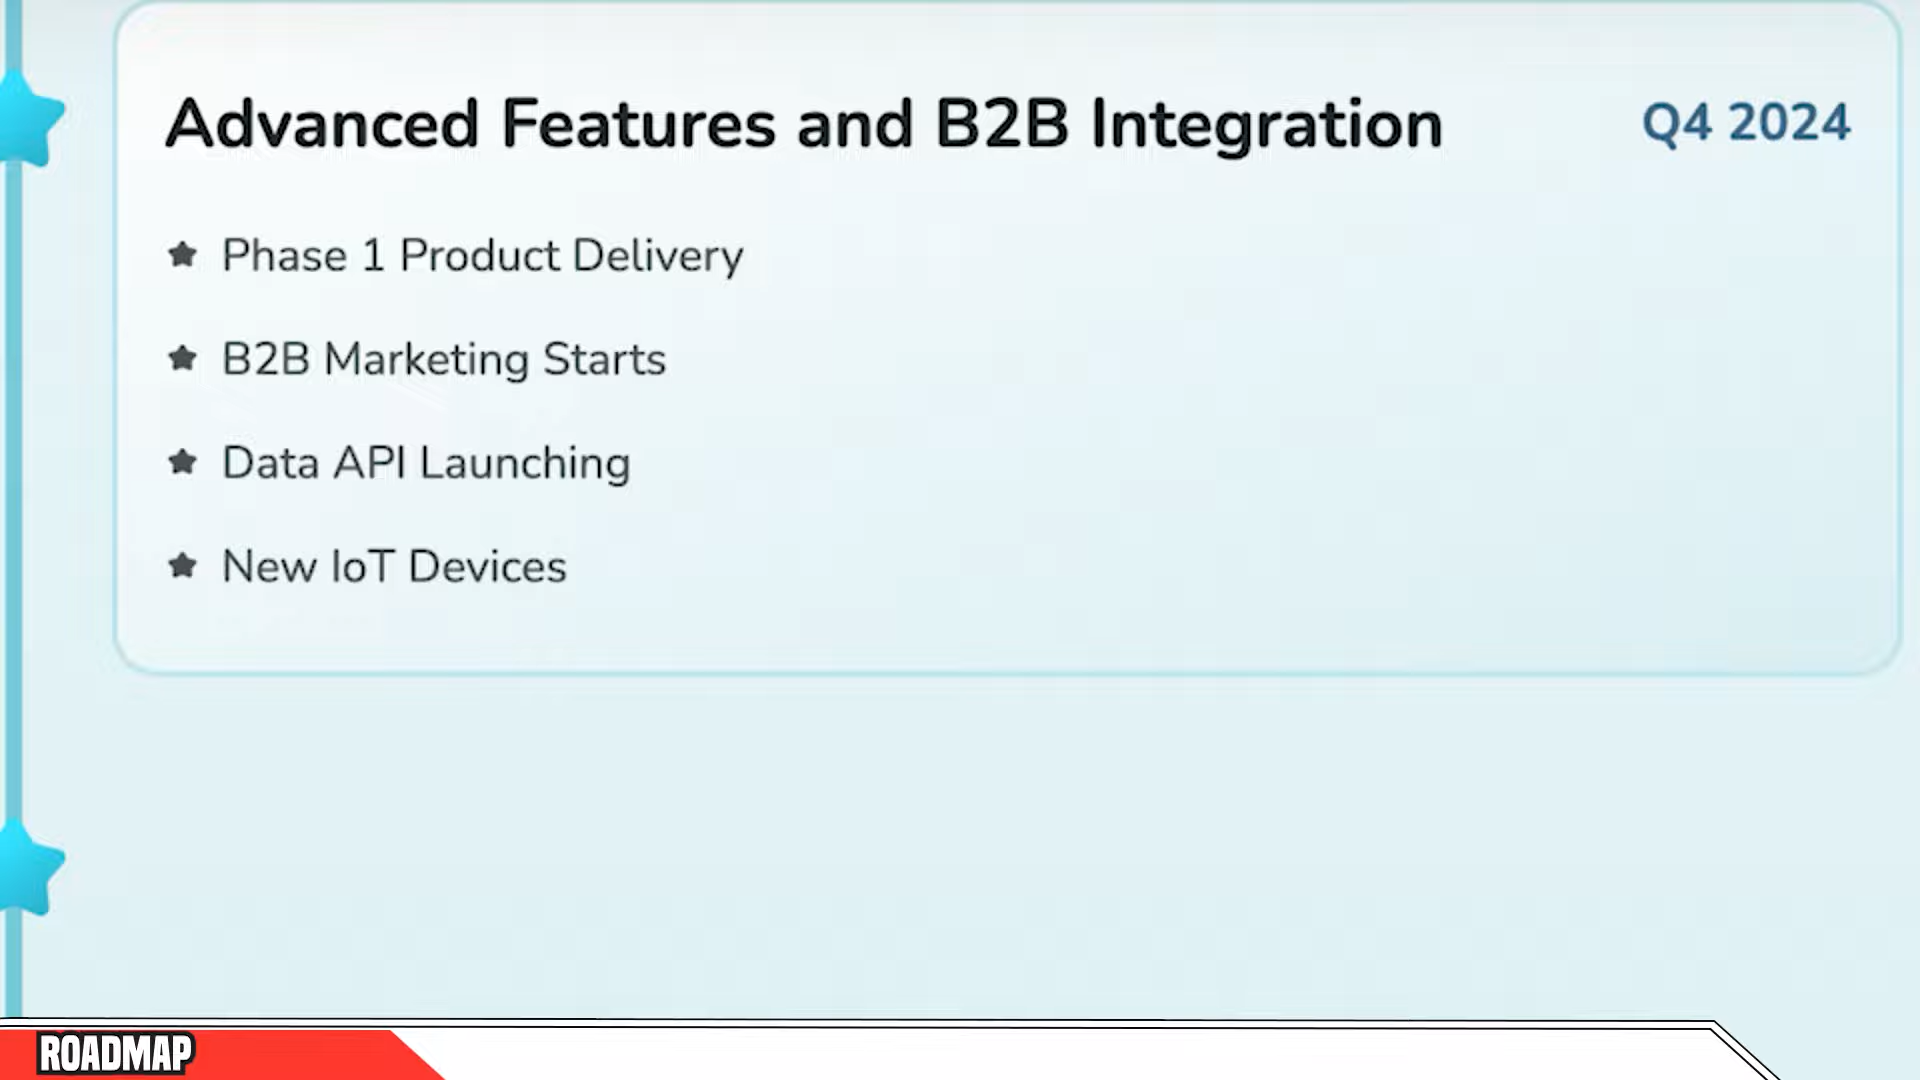 Advanced Features and B2B Integration
Q4 2024
Phase 1 Product Delivery
B2B Marketing Starts
Data API Launching
New IoT Devices
ROADMAP